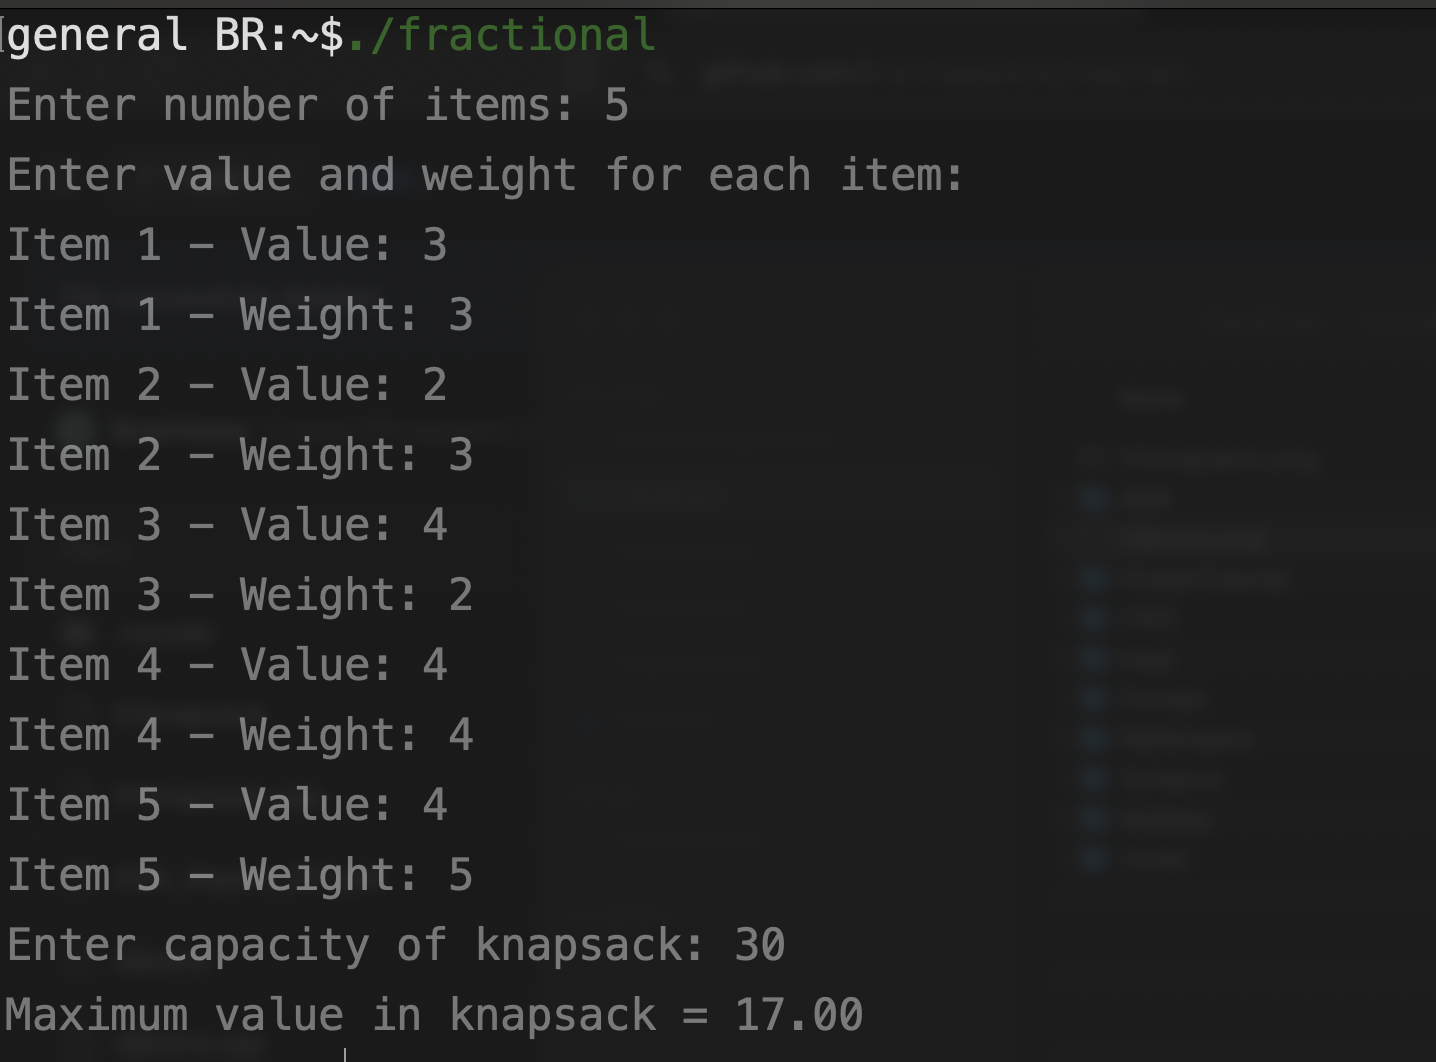 general BR:~$./fractional
Enter number of items: 5
Enter value and weight for each item:
Item 1 – Value: 3
Item 1 – Weight: 3
Item 2 – Value: 2
Item 2 – Weight: 3
Item 3 – Value: 4
Item 3 – Weight: 2
Item 4 – Value: 4
Item 4 – Weight: 4
Item 5 – Value: 4
Item 5 – Weight: 5
Enter capacity of knapsack: 30
Maximum value in knapsack = 17.00